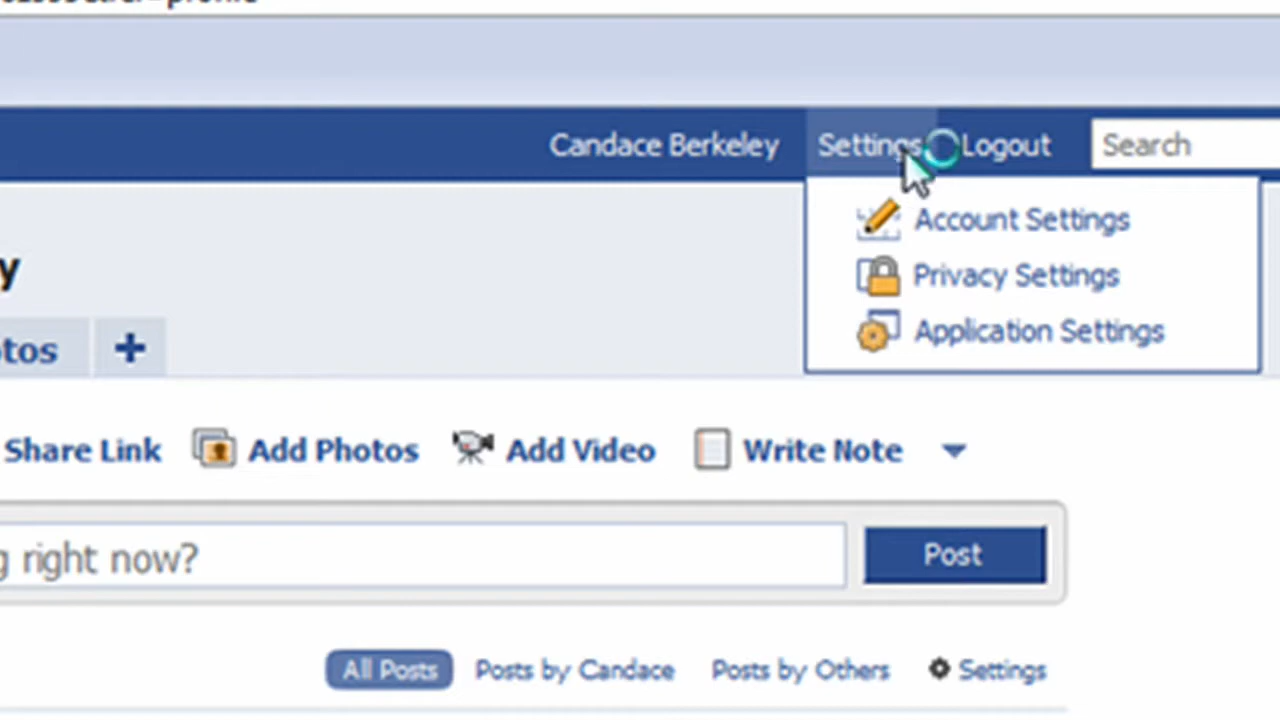 Candace Berkeley Settings Logout Search
Account Settings
y
Privacy Settings
Application Settings
tos +
Share Link Add Photos Add Video Write Note
g right now? Post
All Posts Posts by Candace Posts by Others Settings